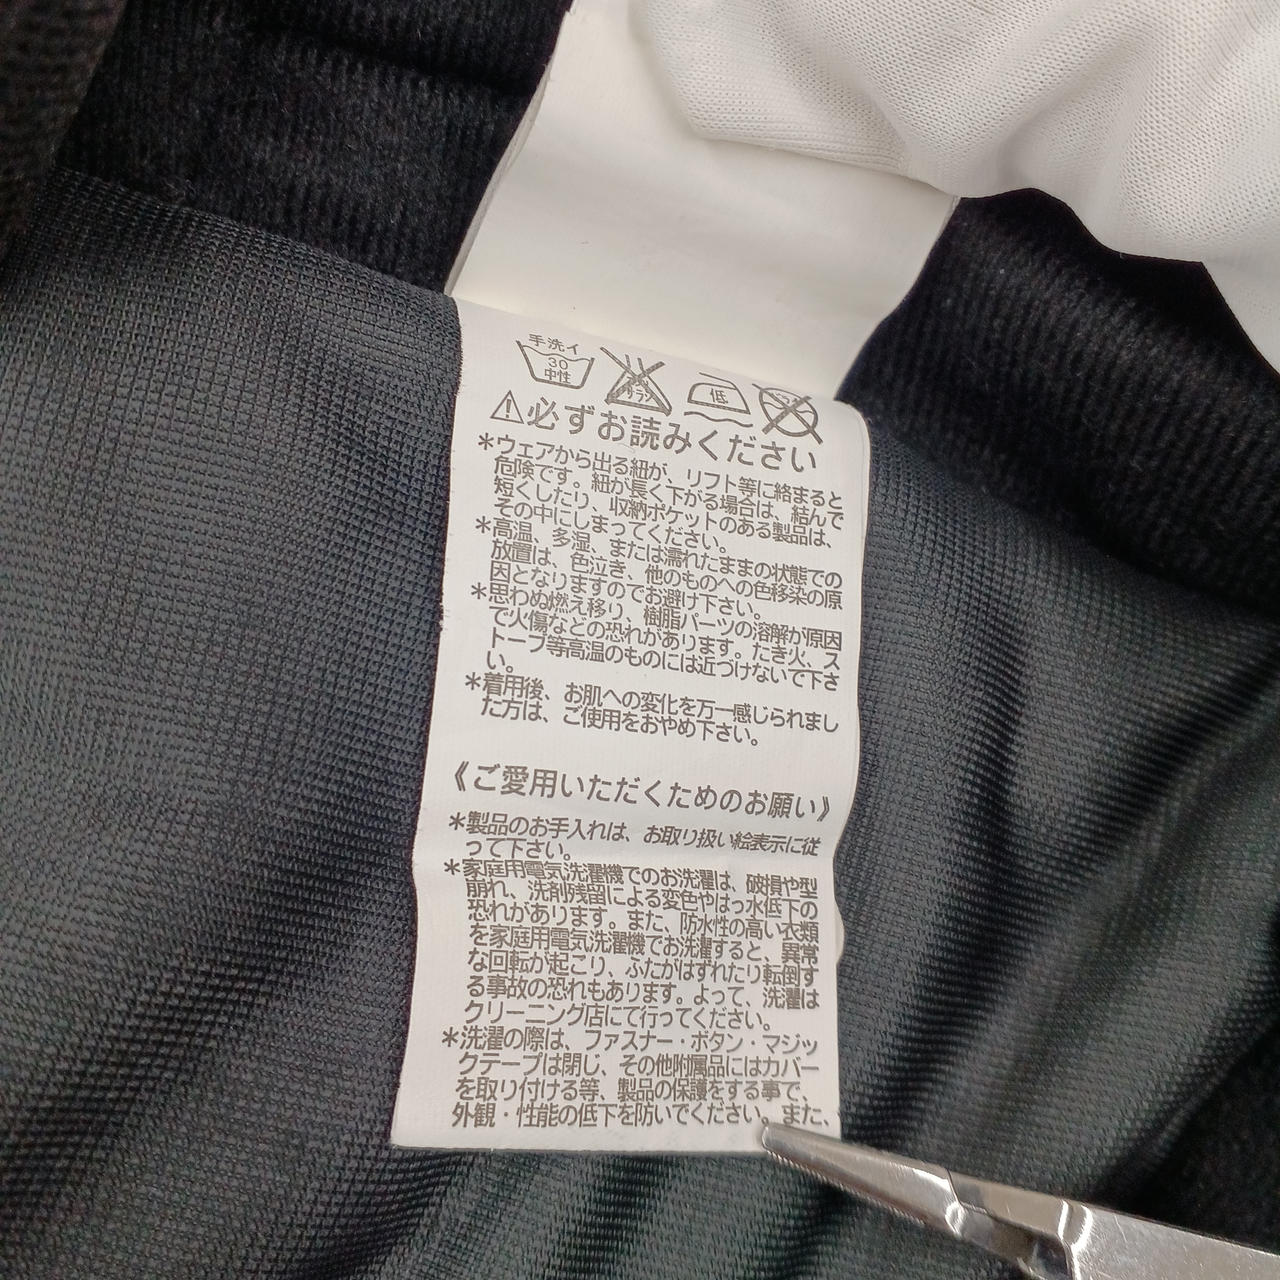 手洗イ
30
中性
低
⚠必ずお読みください
*ウェアから出る紐が、リフト等に絡まると
危険です。紐が長く下がる場合は、結んで
短くしたり、収納ポケットのある製品は、
その中にしまってください。
*高温、多湿、または濡れたままの状態での
放置は、色泣き、他のものへの色移染の原
因となりますのでお避け下さい。
*思わぬ燃え移り、樹脂パーツの溶解が原因
で火傷などの恐れがあります。たき火、ス
トーブ等高温のものには近づけないで下さ
い。
*着用後、お肌への変化を万一感じられまし
た方は、ご使用をおやめ下さい。
《ご愛用いただくためのお願い》
*製品のお手入れは、お取り扱い絵表示に従
って下さい。
*家庭用電気洗濯機でのお洗濯は、破損や型
崩れ、洗剤残留による変色やはっ水低下の
恐れがあります。また、防水性の高い衣類
を家庭用電気洗濯機でお洗濯すると、異常
な回転が起こり、ふたがはずれたり転倒す
る事故の恐れもあります。よって、洗濯は
クリーニング店にて行ってください。
*洗濯の際は、ファスナー・ボタン・マジッ
クテープは閉じ、その他附属品にはカバー
を取り付ける等、製品の保護をする事で、
外観・性能の低下を防いでください。また、